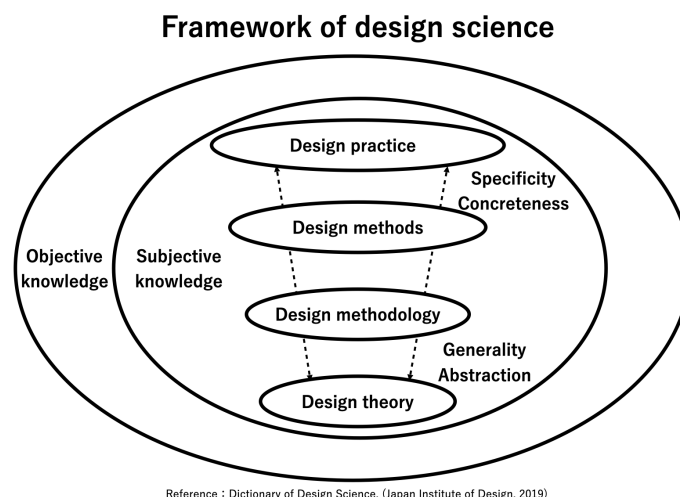 Framework of design science
Design practice
Specificity
Concreteness
Design methods
Objective
knowledge
Subjective
knowledge
Design methodology
Generality
Abstraction
Design theory
Reference : Dictionary of Design Science, (Japan Institute of Design, 2019)